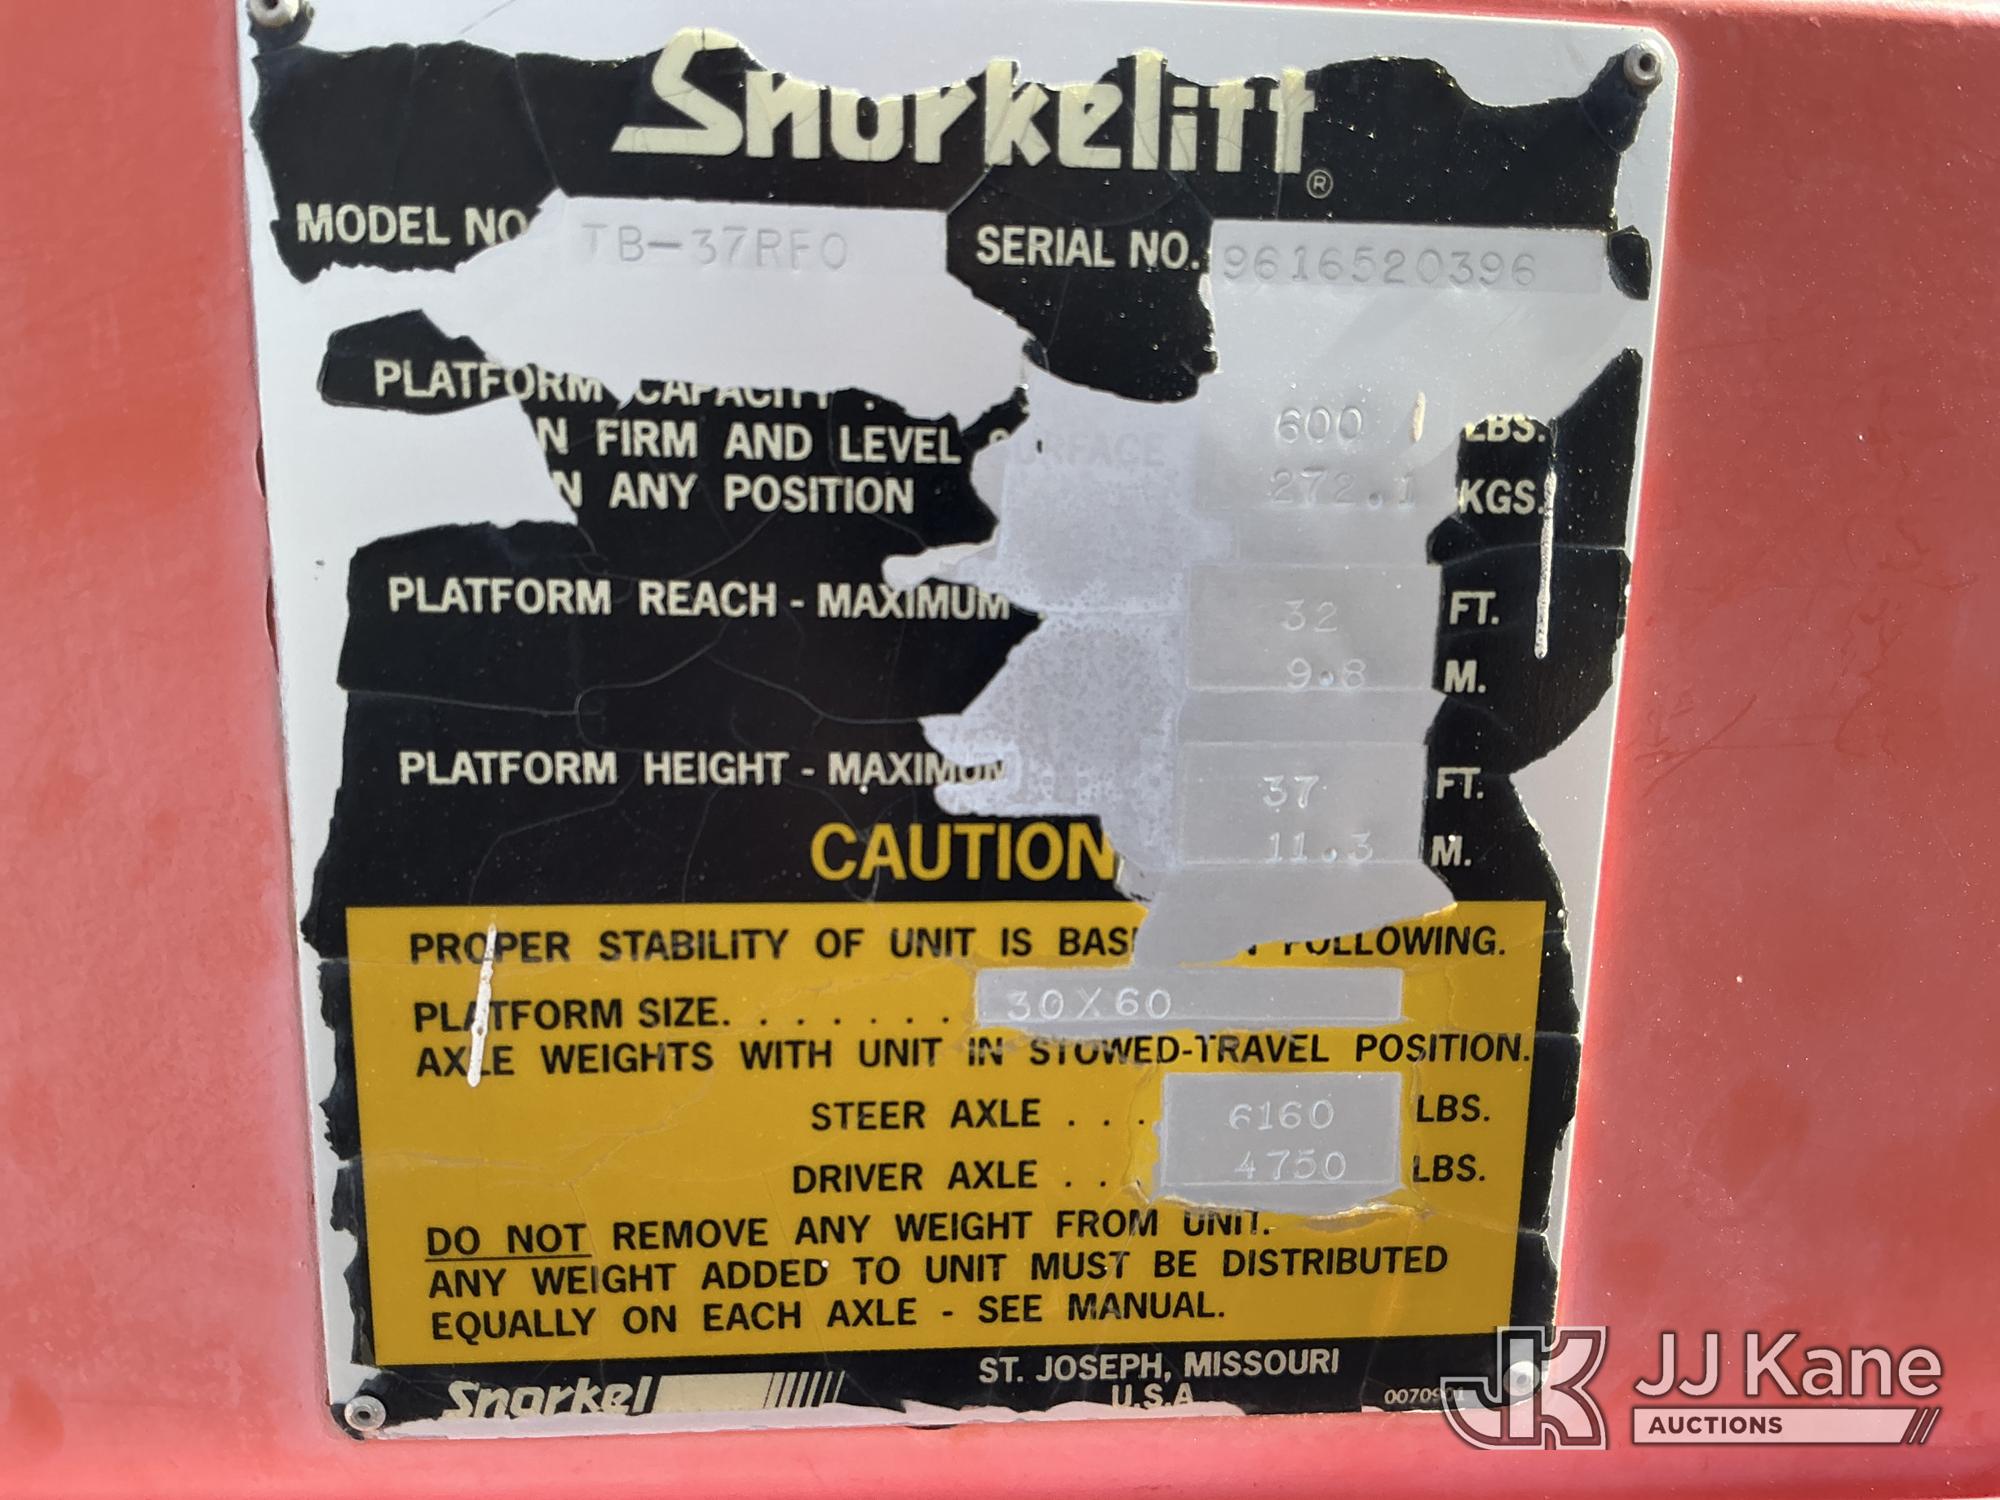 Snorkelift®
MODEL NO TB-37RFO SERIAL NO. 9616520396
PLATFORM CAPACITY . 600 LBS.
N FIRM AND LEVEL SURFACE
N ANY POSITION 272.1 KGS.
PLATFORM REACH - MAXIMUM 32 FT.
9.8 M.
PLATFORM HEIGHT - MAXIMUM 37 FT.
11.3 M.
CAUTION
PROPER STABILITY OF UNIT IS BAS FOLLOWING.
PLATFORM SIZE. . . . . . . 30X60
AXLE WEIGHTS WITH UNIT IN STOWED-TRAVEL POSITION.
STEER AXLE . . . 6160 LBS.
DRIVER AXLE . . . 4750 LBS.
DO NOT REMOVE ANY WEIGHT FROM UNIT.
ANY WEIGHT ADDED TO UNIT MUST BE DISTRIBUTED
EQUALLY ON EACH AXLE - SEE MANUAL.
Snorkel ST. JOSEPH, MISSOURI
U.S.A 0070901
JK JJ Kane
AUCTIONS